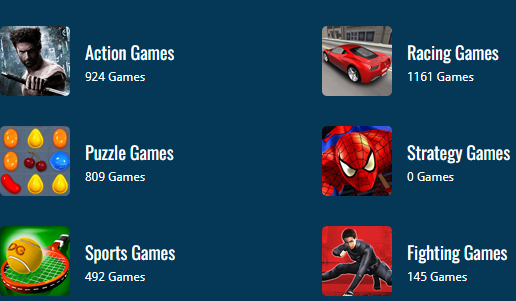 Action Games
924 Games
Racing Games
1161 Games
Puzzle Games
809 Games
Strategy Games
0 Games
Sports Games
492 Games
Fighting Games
145 Games